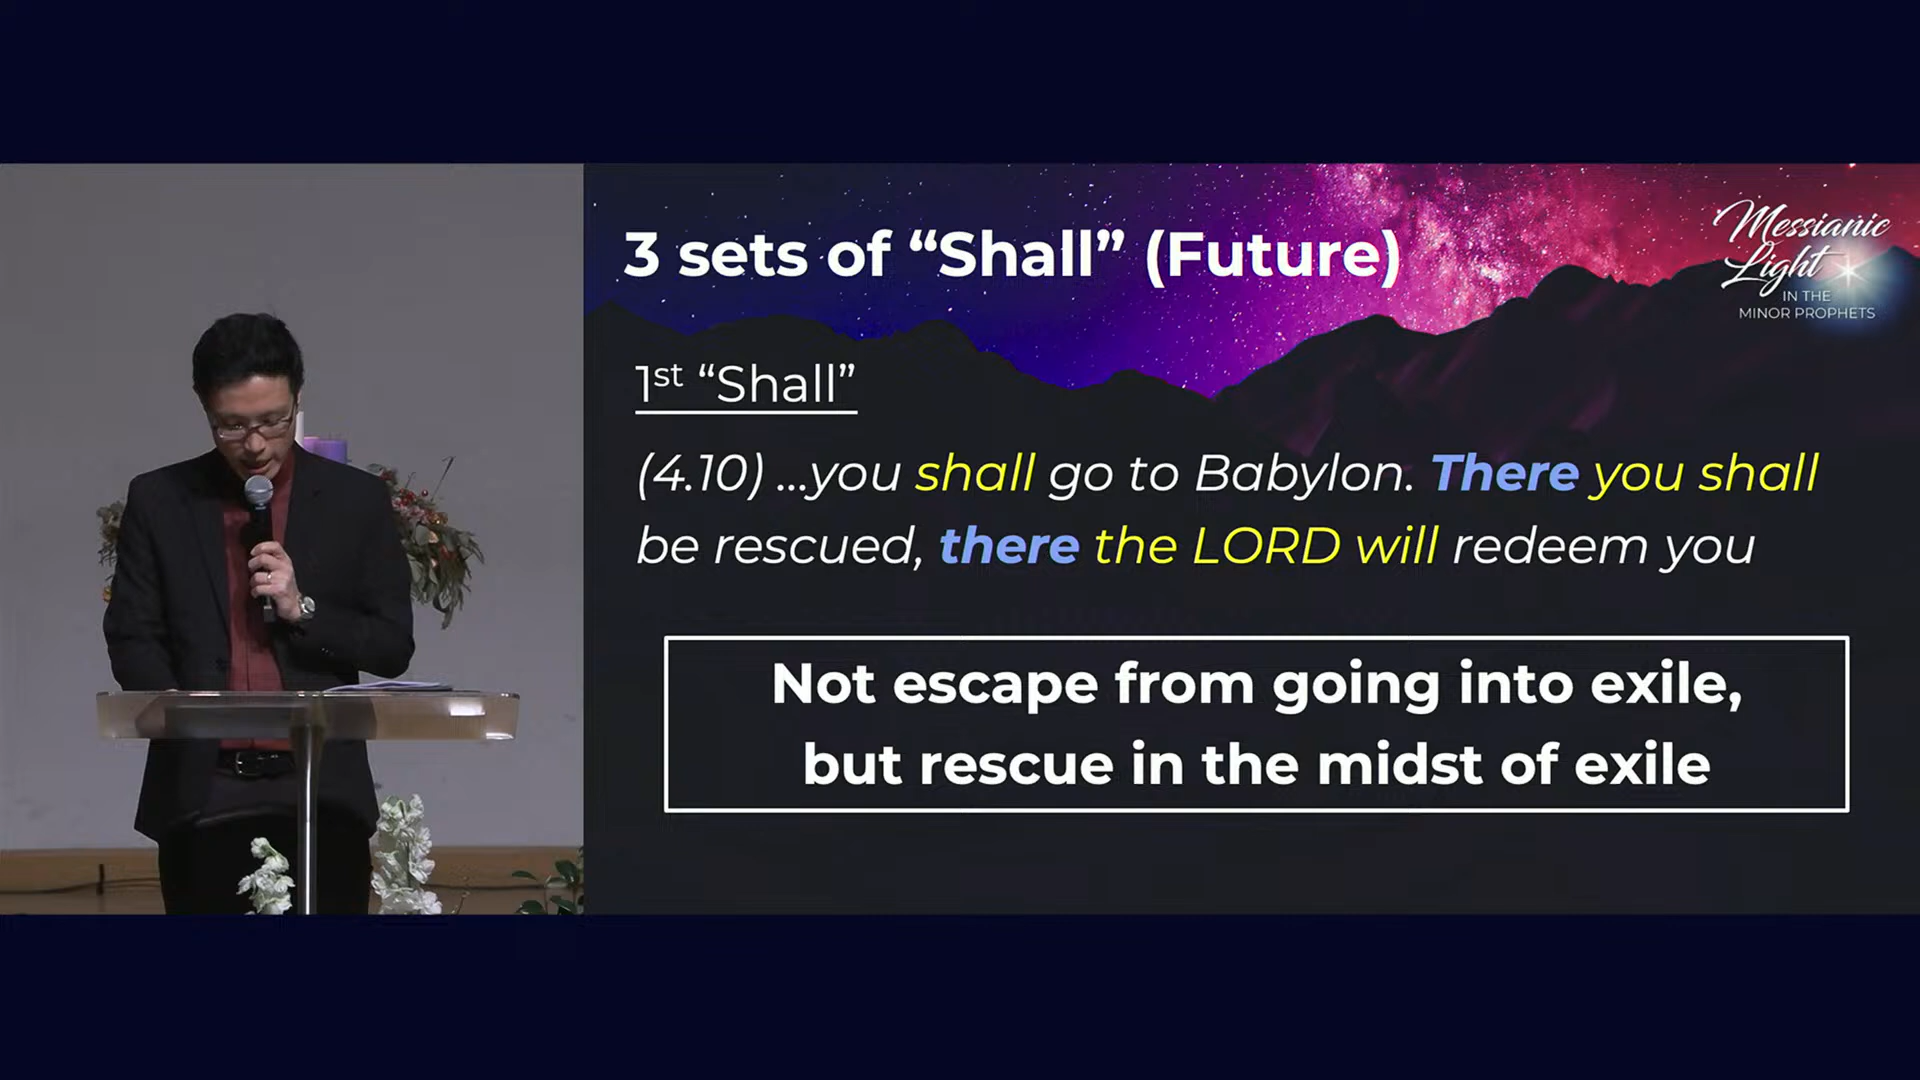 3 sets of “Shall” (Future)
Messianic
Light
IN THE
MINOR PROPHETS
1st “Shall”
(4.10) ...you shall go to Babylon. There you shall
be rescued, there the LORD will redeem you
Not escape from going into exile,
but rescue in the midst of exile